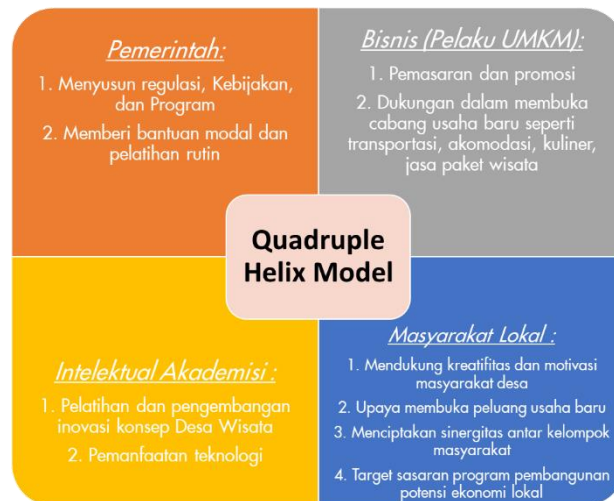 Pemerintah:
1. Menyusun regulasi, Kebijakan,
dan Program
2. Memberi bantuan modal dan
pelatihan rutin
Bisnis (Pelaku UMKM):
1. Pemasaran dan promosi
2. Dukungan dalam membuka
cabang usaha baru seperti
transportasi, akomodasi, kuliner,
jasa paket wisata
Quadruple
Helix Model
Intelektual Akademisi :
1. Pelatihan dan pengembangan
inovasi konsep Desa Wisata
2. Pemanfaatan teknologi
Masyarakat Lokal :
1. Mendukung kreatifitas dan motivasi
masyarakat desa
2. Upaya membuka peluang usaha baru
3. Menciptakan sinergitas antar kelompok
masyarakat
4. Target sasaran program pembangunan
potensi ekonomi lokal